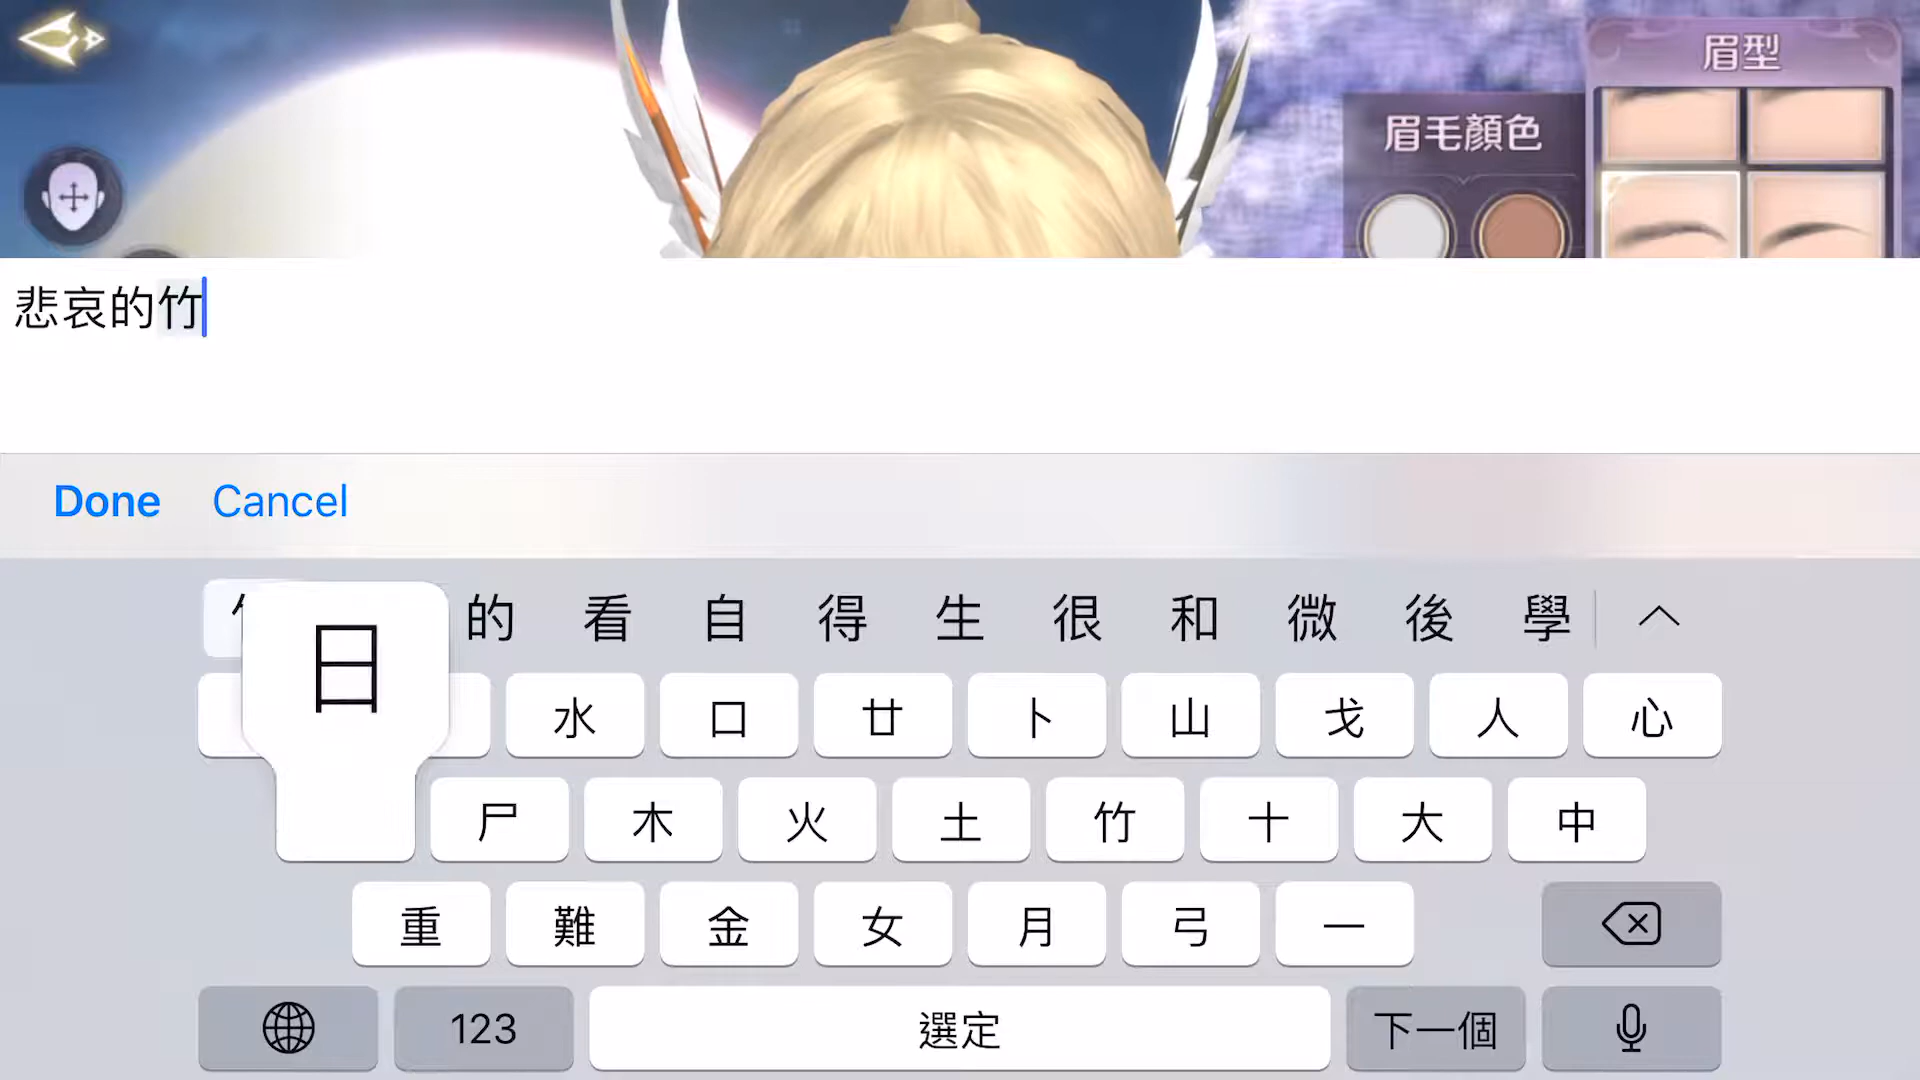 眉型
眉毛顏色
悲哀的竹
Done Cancel
的 看 自 得 生 很 和 微 後 學
日 水 口 廿 卜 山 戈 人 心
尸 木 火 土 竹 十 大 中
重 難 金 女 月 弓 一
123 選定 下一個